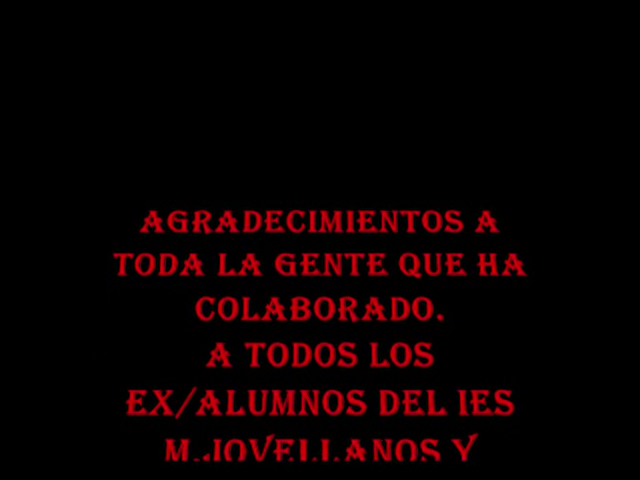 AGRADECIMIENTOS A
TODA LA GENTE QUE HA
COLABORADO.
A TODOS LOS
EX/ALUMNOS DEL IES
M.JOVELLANOS Y